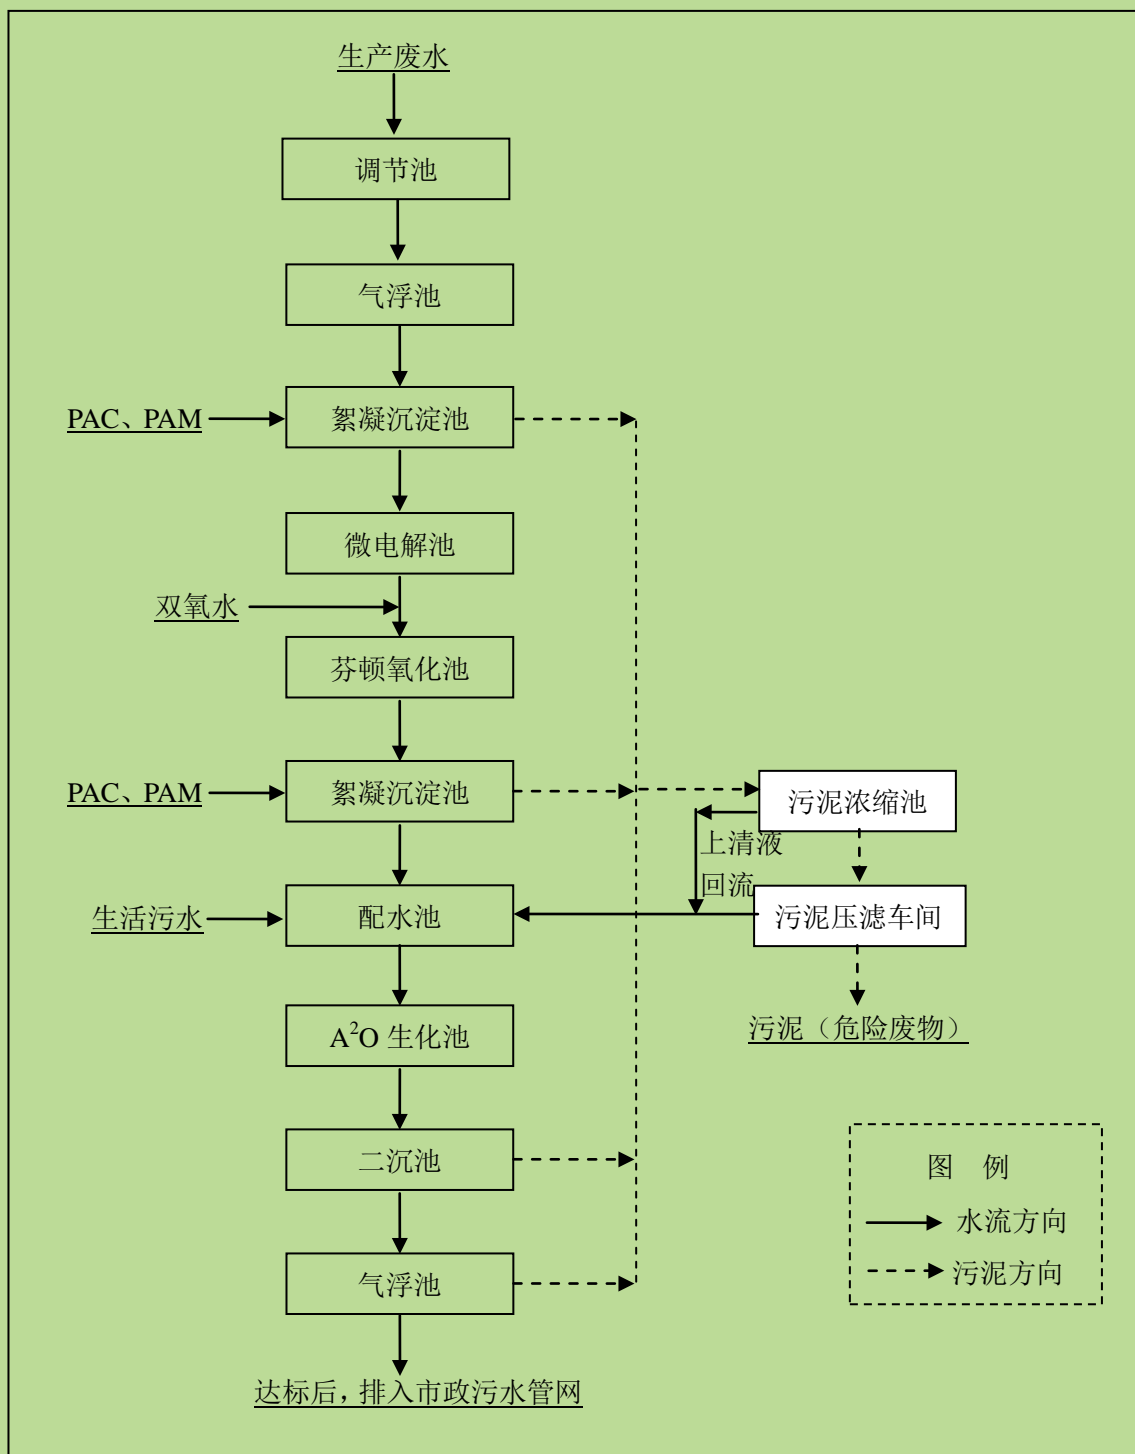 生产废水
调节池
气浮池
PAC、PAM
絮凝沉淀池
微电解池
双氧水
芬顿氧化池
PAC、PAM
絮凝沉淀池
污泥浓缩池
上清液
回流
生活污水
配水池
污泥压滤车间
污泥（危险废物）
A²O 生化池
二沉池
气浮池
达标后，排入市政污水管网
图 例
水流方向
污泥方向